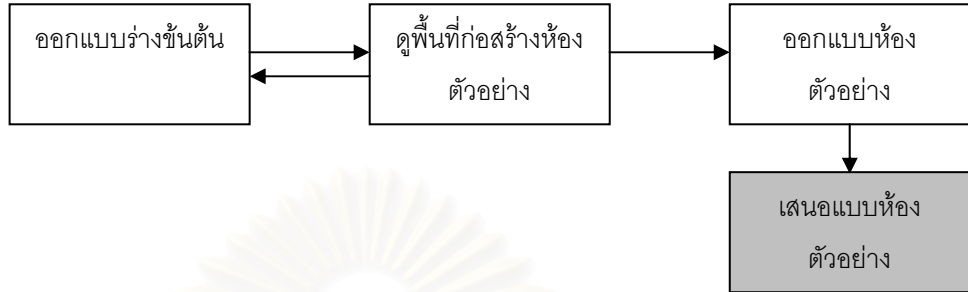 ออกแบบร่างขั้นต้น
ดูพื้นที่ก่อสร้างห้อง
ตัวอย่าง
ออกแบบห้อง
ตัวอย่าง
เสนอแบบห้อง
ตัวอย่าง